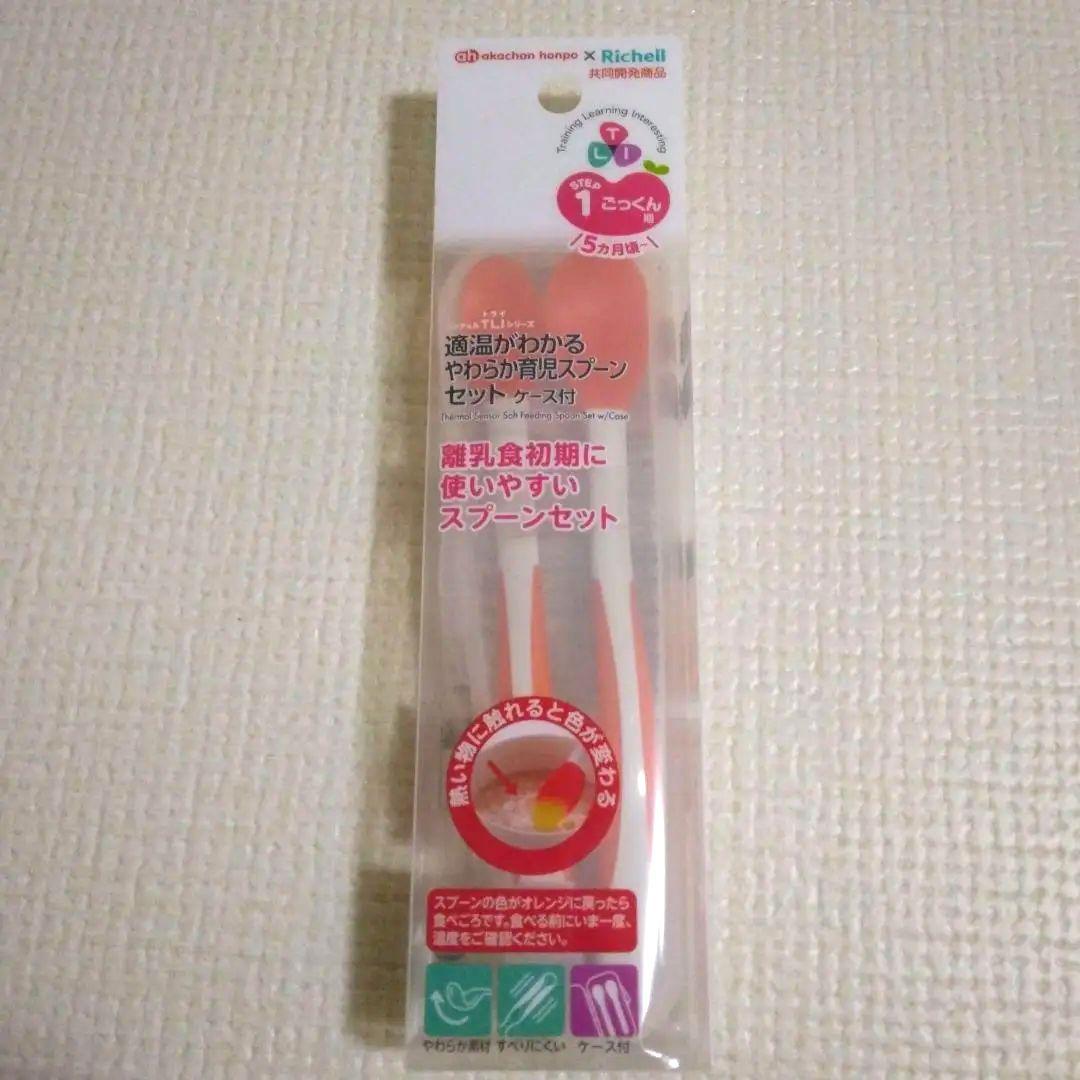 ah akachan honpo × Richell
共同開発商品
Training Learning Interesting
T
L I
STEP
1 ごっくん
期
5カ月頃~
トライ
TLIシリーズ
適温がわかる
やわらか育児スプーン
セット ケース付
Thermal Sensor Soft Feeding Spoon Set w/Case
離乳食初期に
使いやすい
スプーンセット
熱い物に触れると色が変わる
スプーンの色がオレンジに戻ったら
食べごろです。食べる前にいま一度、
温度をご確認ください。
やわらか素材 すべりにくい ケース付